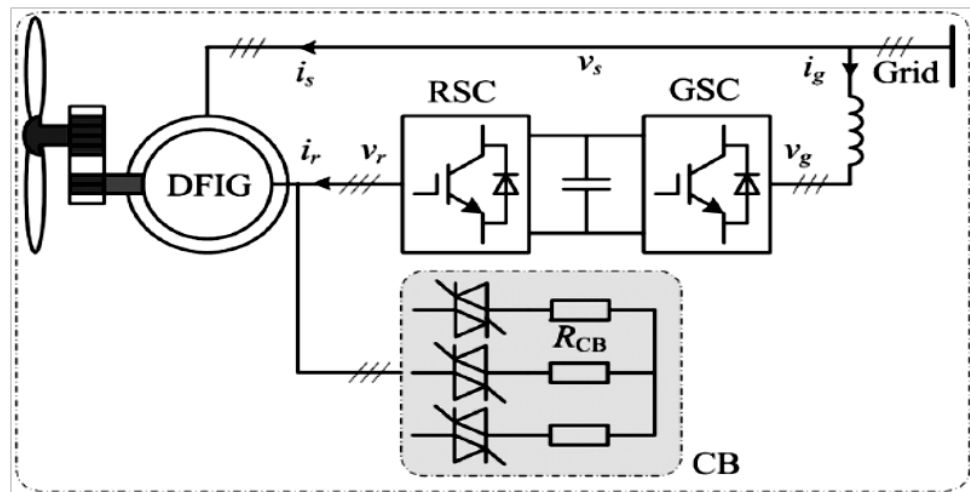 i_s
v_s
i_g
Grid
RSC
GSC
i_r
v_r
v_g
DFIG
R_CB
CB